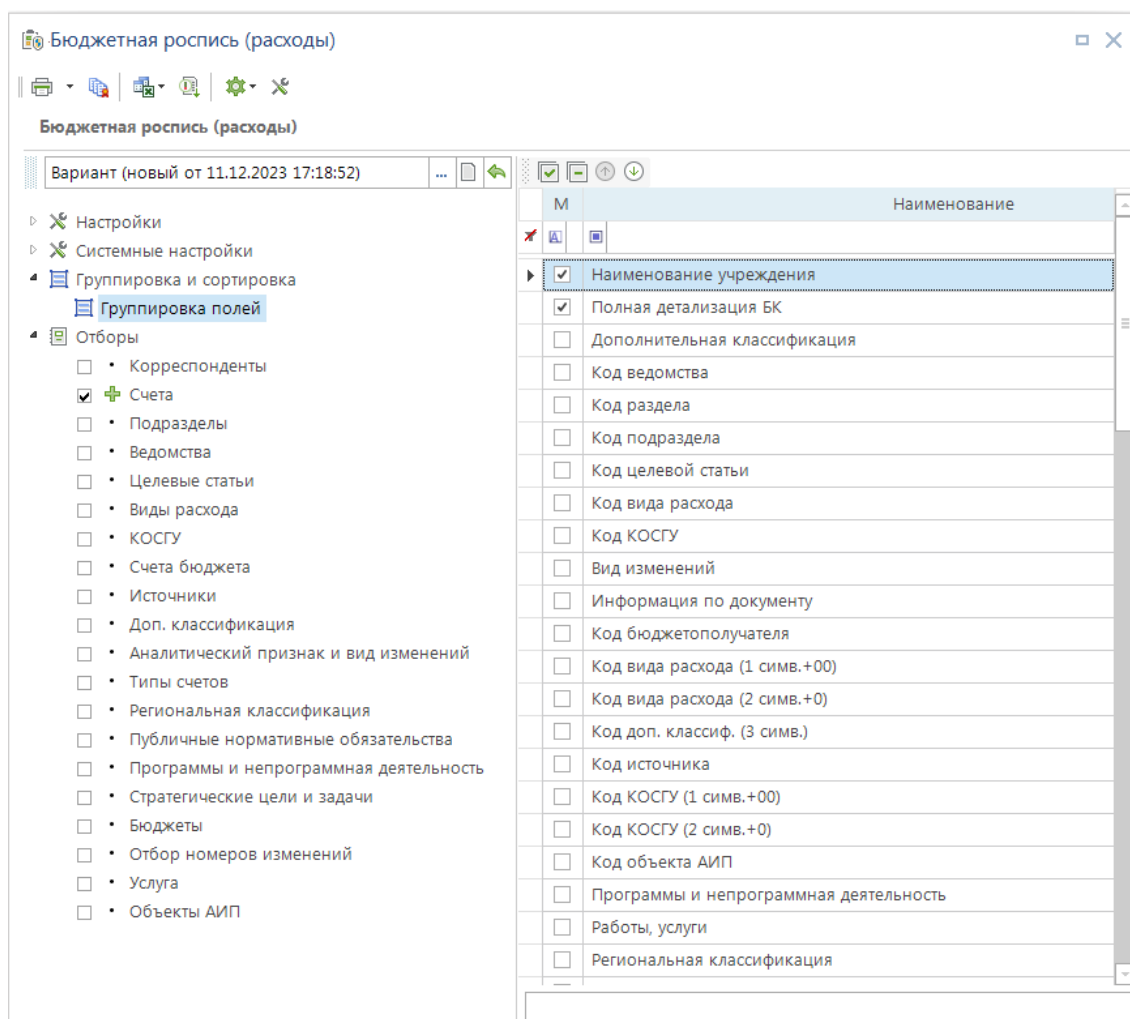 Бюджетная роспись (расходы)
Бюджетная роспись (расходы)
Вариант (новый от 11.12.2023 17:18:52) ...
Настройки
Системные настройки
Группировка и сортировка
Группировка полей
Отборы
Корреспонденты
Счета
Подразделы
Ведомства
Целевые статьи
Виды расхода
КОСГУ
Счета бюджета
Источники
Доп. классификация
Аналитический признак и вид изменений
Типы счетов
Региональная классификация
Публичные нормативные обязательства
Программы и непрограммная деятельность
Стратегические цели и задачи
Бюджеты
Отбор номеров изменений
Услуга
Объекты АИП
М Наименование
Наименование учреждения
Полная детализация БК
Дополнительная классификация
Код ведомства
Код раздела
Код подраздела
Код целевой статьи
Код вида расхода
Код КОСГУ
Вид изменений
Информация по документу
Код бюджетополучателя
Код вида расхода (1 симв.+00)
Код вида расхода (2 симв.+0)
Код доп. классиф. (3 симв.)
Код источника
Код КОСГУ (1 симв.+00)
Код КОСГУ (2 симв.+0)
Код объекта АИП
Программы и непрограммная деятельность
Работы, услуги
Региональная классификация